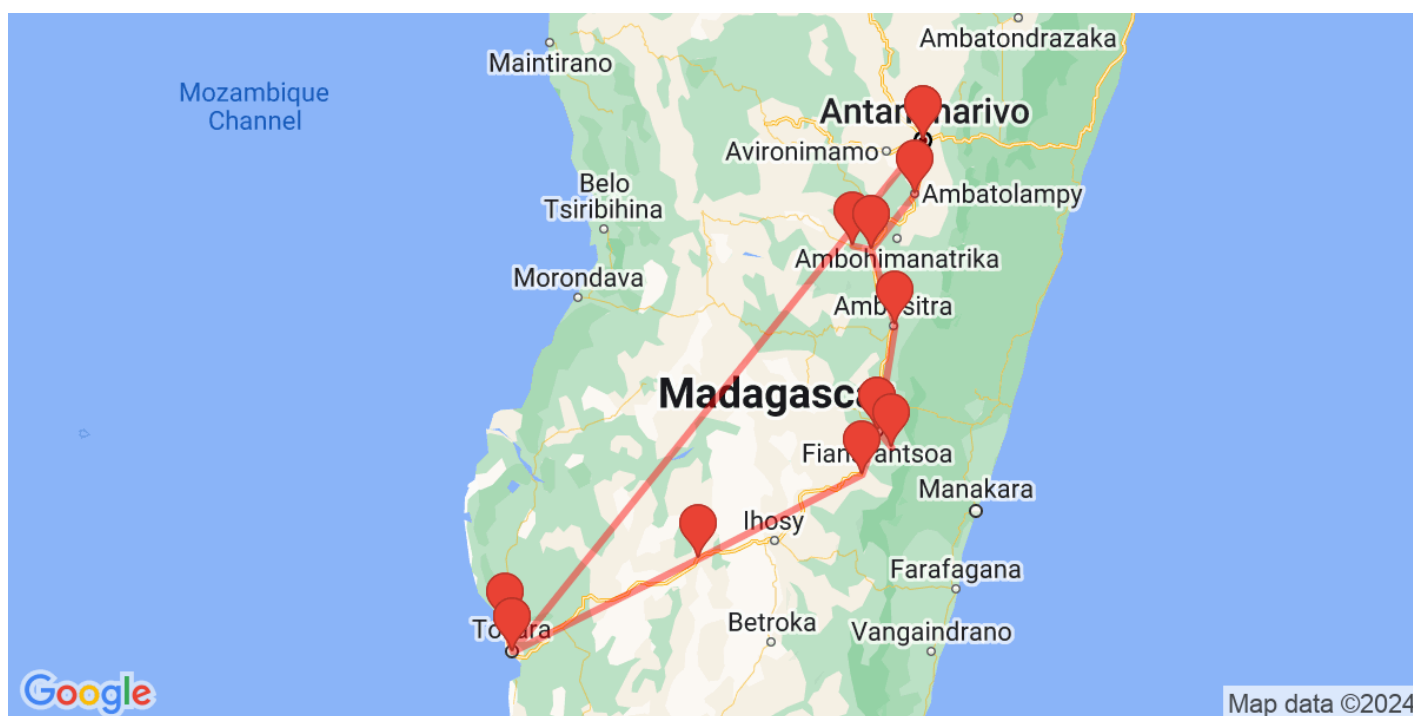 Ambatondrazaka
Maintirano
Mozambique
Channel
Antananarivo
Avironimamo
Belo
Tsiribihina
Ambatolampy
Ambohimanatrika
Morondava
Ambositra
Madagascar
Fianarantsoa
Manakara
Ihosy
Farafagana
Toliara
Betroka
Vangaindrano
Google
Map data ©2024